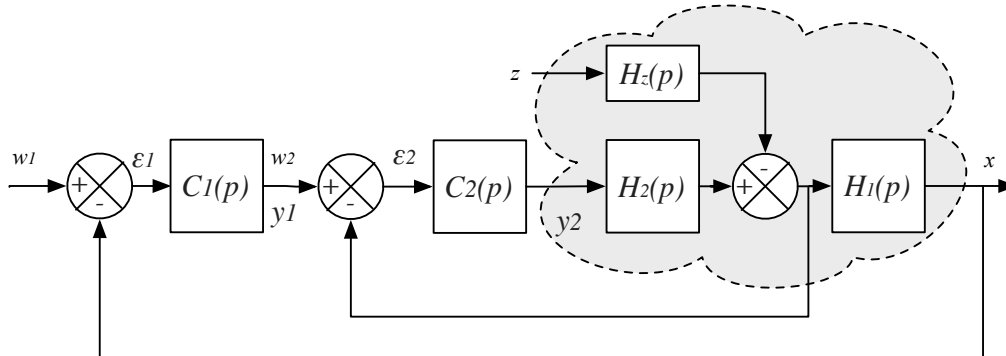 z
Hz(p)
-
w1
ε1
w2
ε2
x
+
C1(p)
+
C2(p)
H2(p)
+
H1(p)
-
y1
-
y2